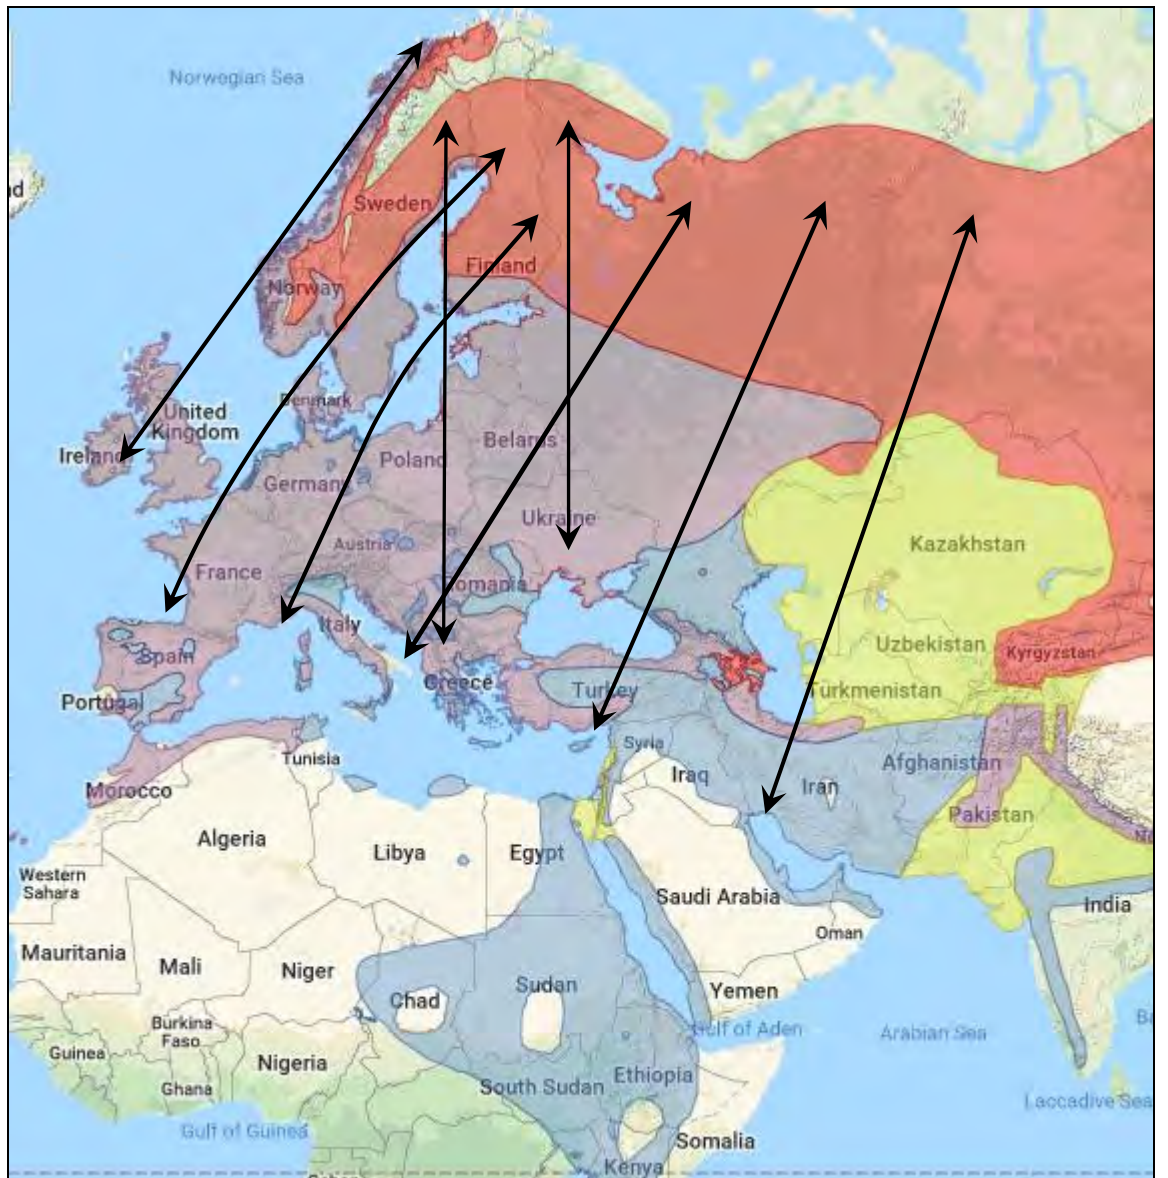 Norwegian Sea
nd
Sweden
Finland
Norway
Denmark
United
Kingdom
Ireland
Belarus
Poland
Germany
Ukraine
Austria
Kazakhstan
France
Romania
Italy
Uzbekistan
Kyrgyzstan
Spain
Greece
Turkey
Türkmenistan
Portugal
Syria
Tunisia
Iraq
Afghanistan
Iran
Morocco
Pakistan
Algeria
Libya
Egypt
Western
Sahara
Saudi Arabia
India
Oman
Mauritania
Mali
Niger
Sudan
Yemen
Chad
Burkina
Faso
Gulf of Aden
Arabian Sea
Guinea
Nigeria
Ethiopia
South Sudan
Ghana
Laccadive Sea
Gulf of Guinea
Somalia
Kenya